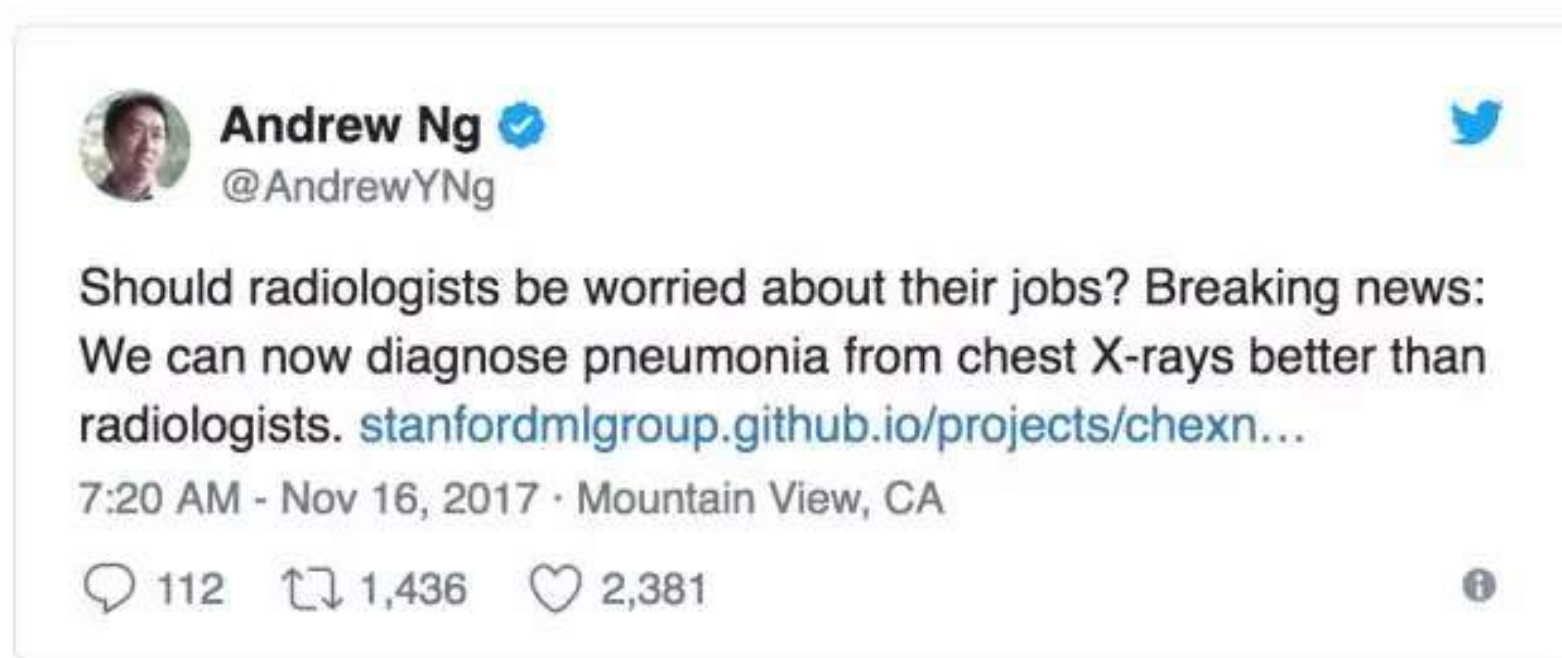 Andrew Ng
@AndrewYNg
Should radiologists be worried about their jobs? Breaking news:
We can now diagnose pneumonia from chest X-rays better than
radiologists. stanfordmlgroup.github.io/projects/chexn...
7:20 AM - Nov 16, 2017 · Mountain View, CA
112 1,436 2,381